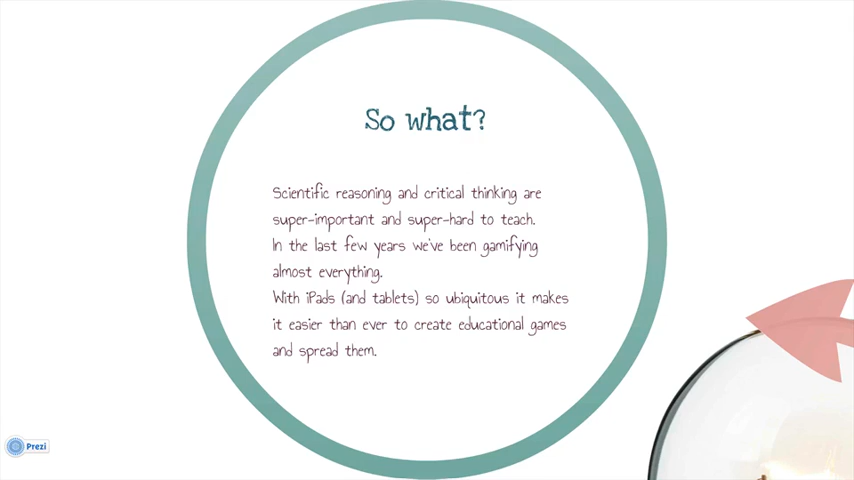 So what?
Scientific reasoning and critical thinking are
super-important and super-hard to teach.
In the last few years we've been gamifying
almost everything.
With iPads (and tablets) so ubiquitous it makes
it easier than ever to create educational games
and spread them.
Prezi